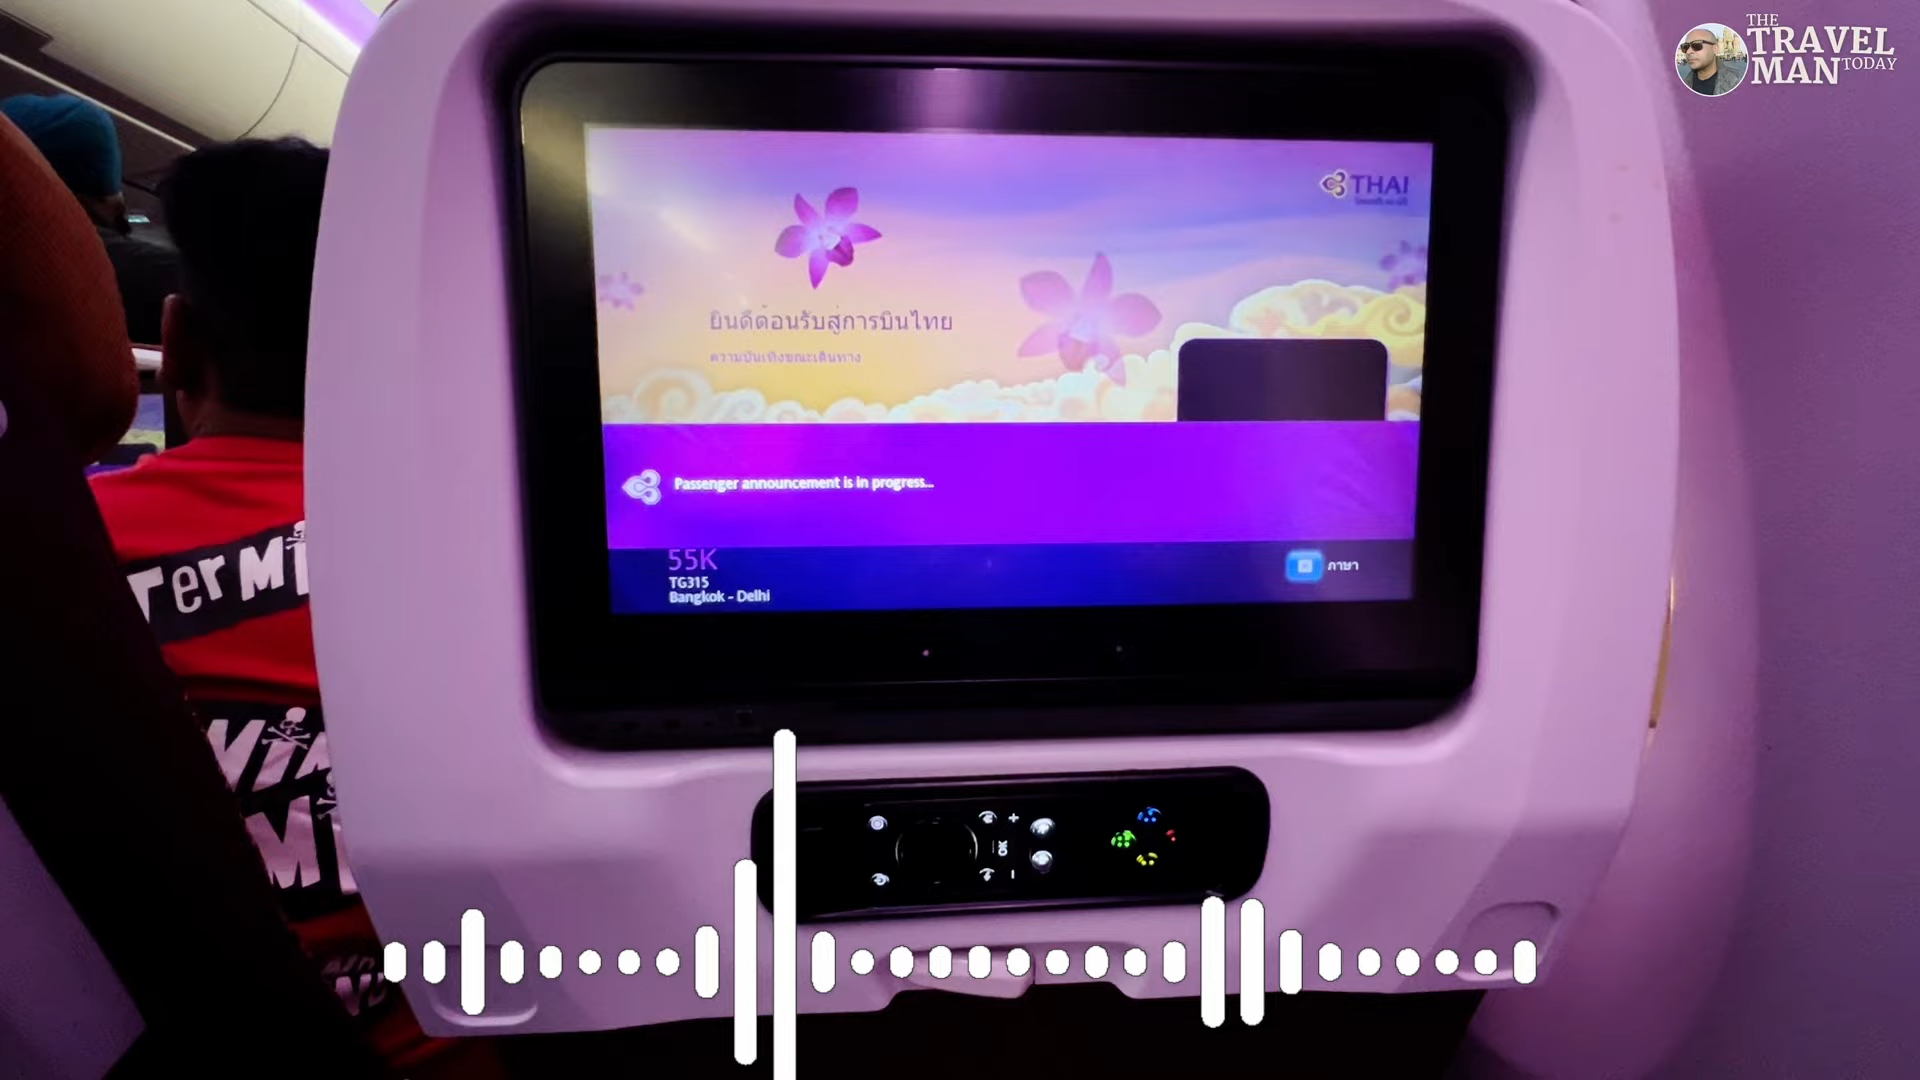 THE
TRAVEL
MAN TODAY
THAI
ยินดีต้อนรับสู่การบินไทย
ความบันเทิงขณะเดินทาง
Passenger announcement is in progress...
55K
TG315
Bangkok - Delhi
ภาษา
OK